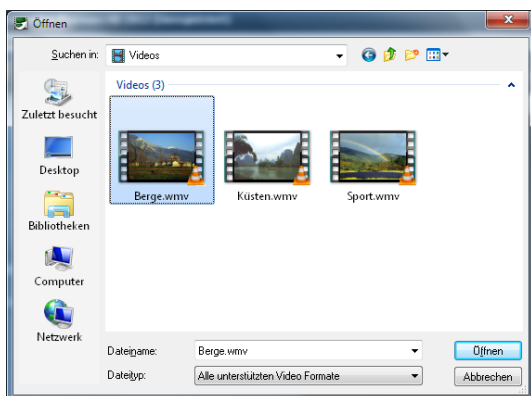 Öffnen
Suchen in: Videos
Videos (3)
Zuletzt besucht
Desktop
Bibliotheken
Computer
Netzwerk
Berge.wmv Küsten.wmv Sport.wmv
Dateiname: Berge.wmv Öffnen
Dateityp: Alle unterstützten Video Formate Abbrechen